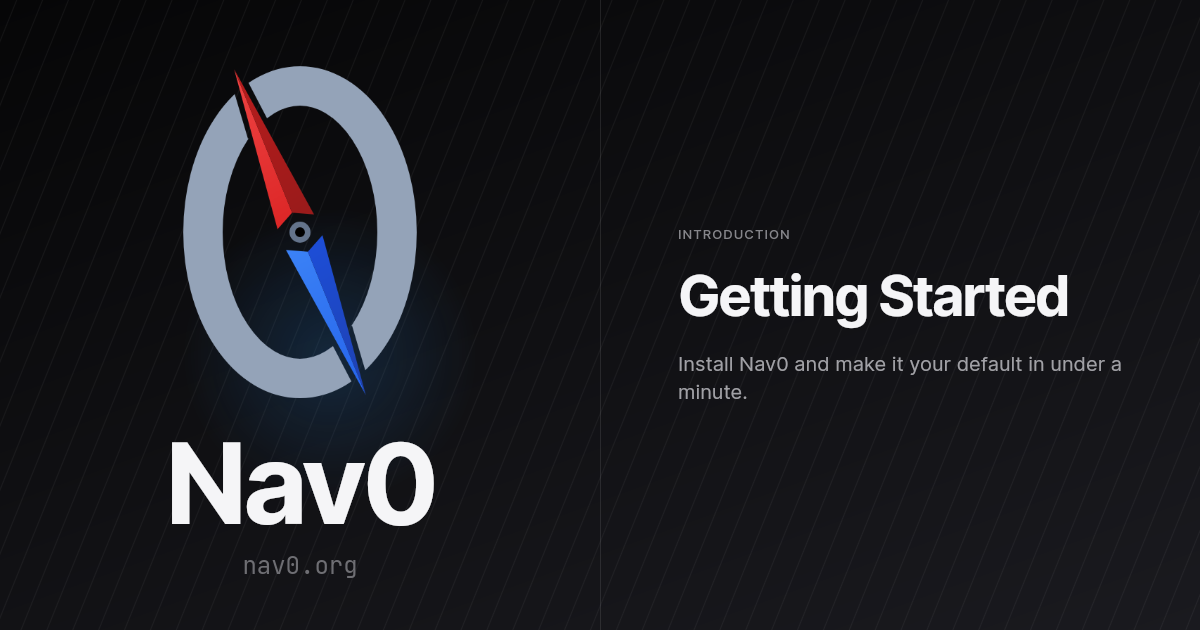 Nav0
nav0.org
INTRODUCTION
Getting Started
Install Nav0 and make it your default in under a
minute.